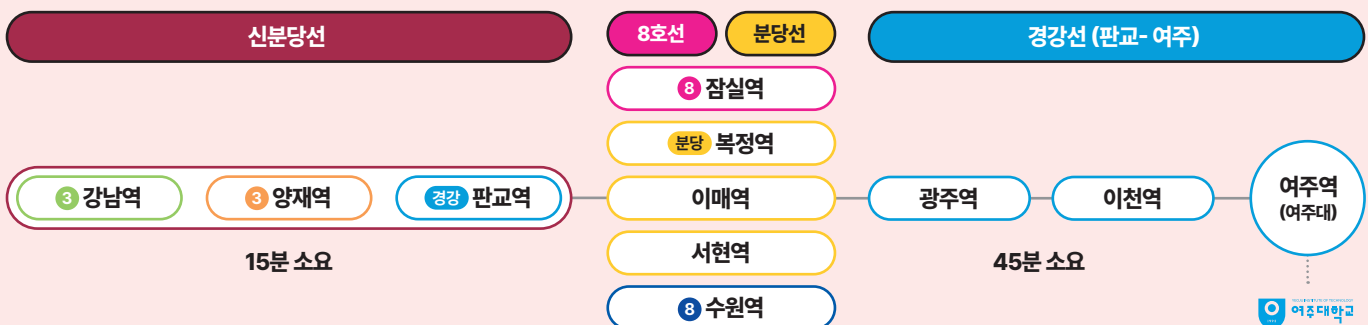 신분당선
8호선
분당선
경강선 (판교- 여주)
8 잠실역
분당 복정역
3 강남역
3 양재역
경강 판교역
이매역
광주역
이천역
여주역
(여주대)
서현역
15분 소요
45분 소요
8 수원역
여주대학교